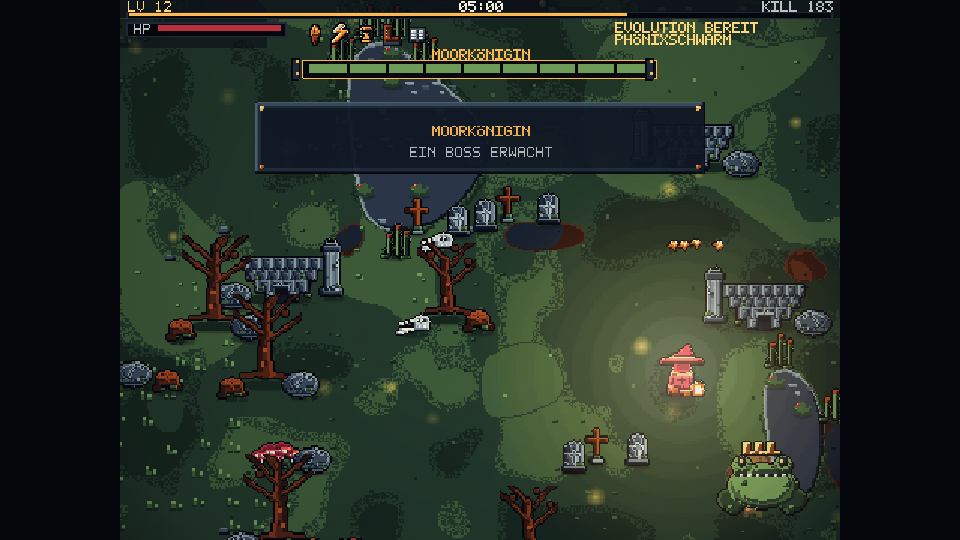 LV 12
05:00
KILL 183
HP
EVOLUTION BEREIT
PHÖNIXSCHWARM
MOORKÖNIGIN
MOORKÖNIGIN
EIN BOSS ERWACHT